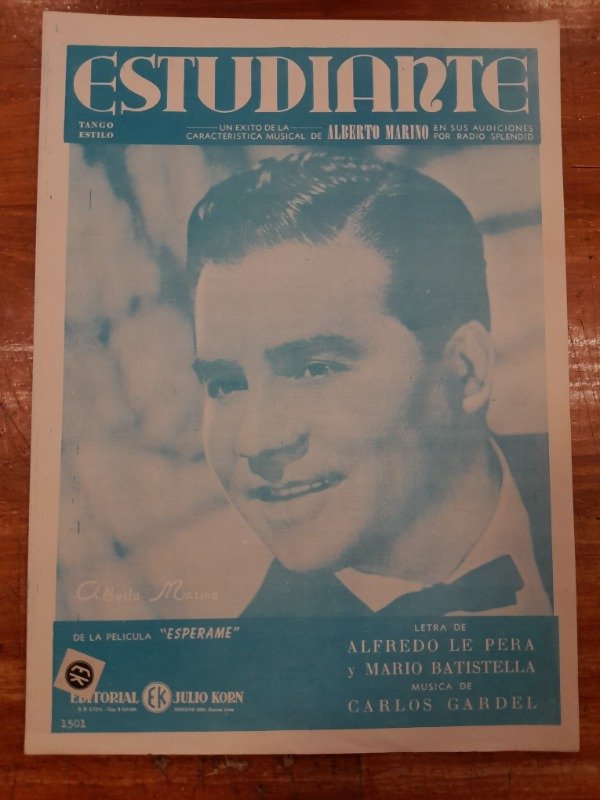 ESTUDIANTE
TANGO
ESTILO
UN EXITO DE LA
CARACTERISTICA MUSICAL DE ALBERTO MARINO EN SUS AUDICIONES
POR RADIO SPLENDID
Alberto Marino
DE LA PELICULA "ESPERAME"
LETRA DE
ALFREDO LE PERA
y MARIO BATISTELLA
MUSICA DE
CARLOS GARDEL
EK
EDITORIAL EK JULIO KORN
Buenos Aires
1501